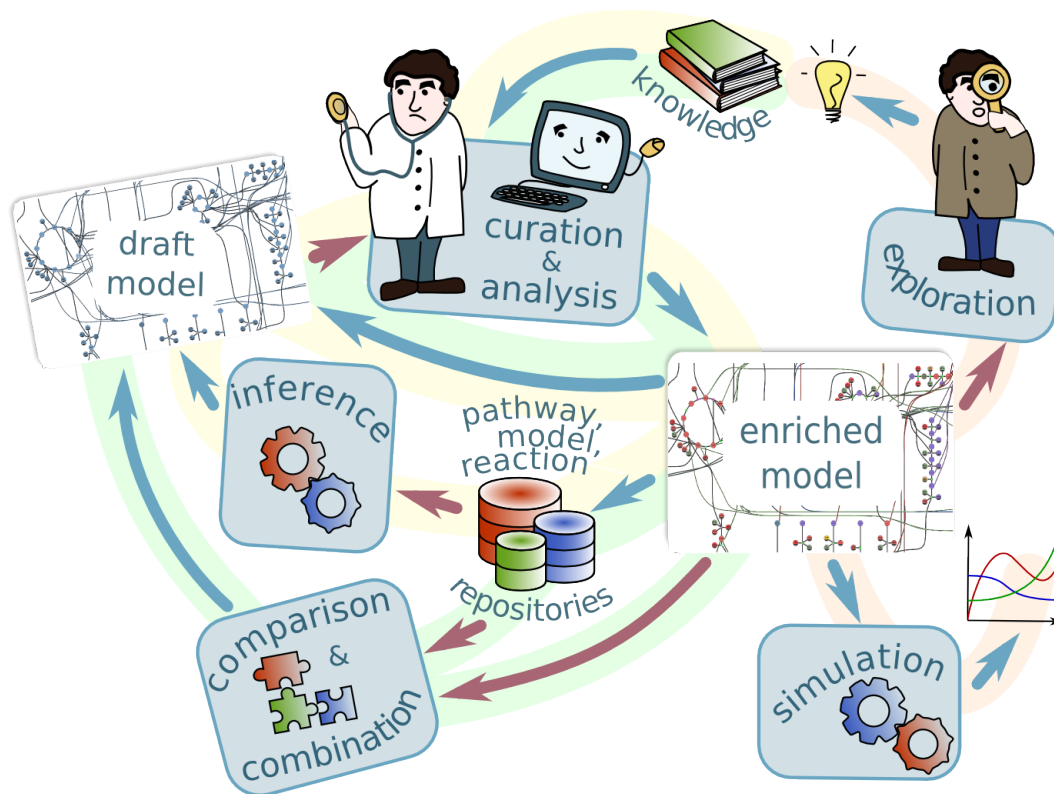 knowledge
draft
model
curation
&
analysis
exploration
inference
pathway,
model,
reaction
enriched
model
repositories
comparison
&
combination
simulation